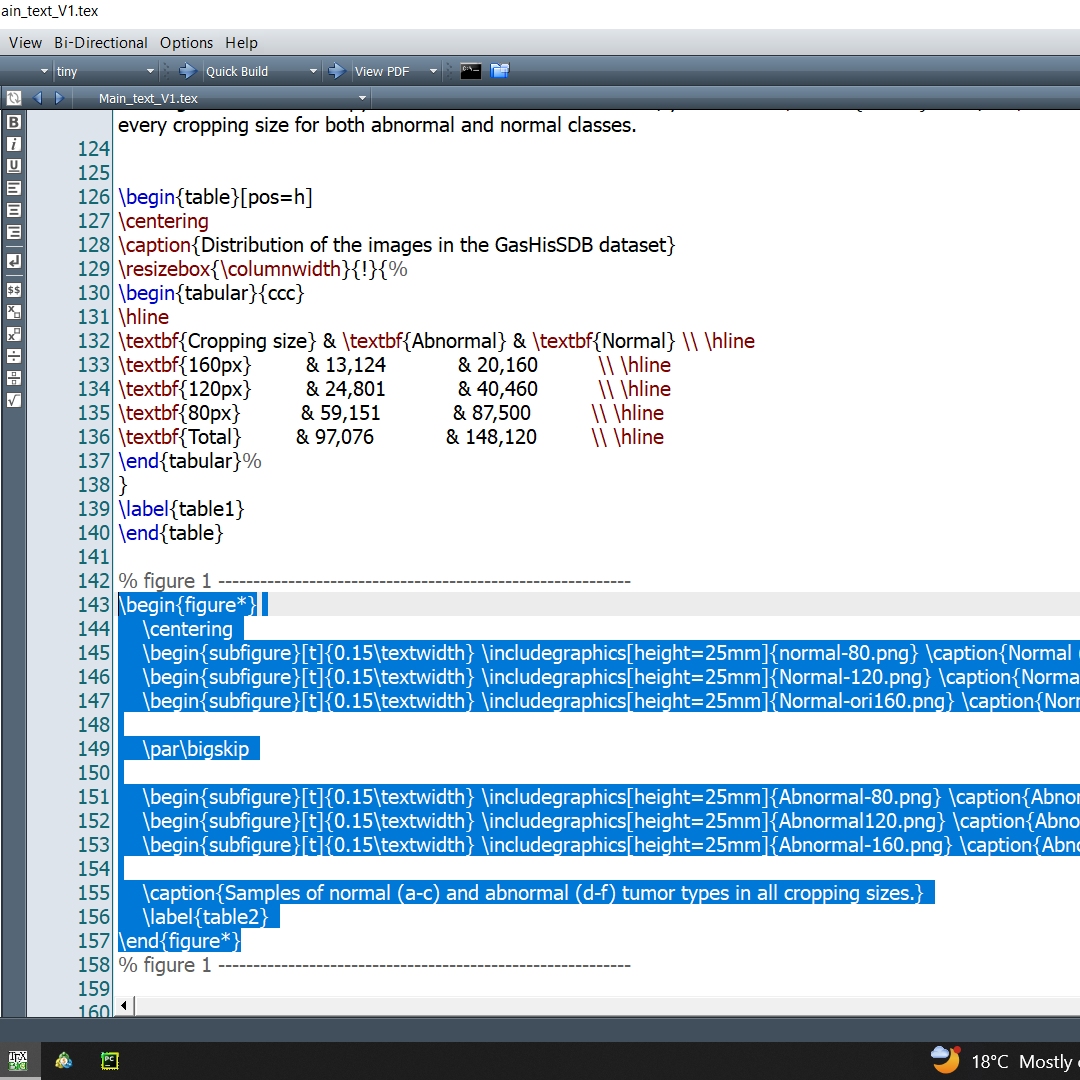 ain_text_V1.tex
View Bi-Directional Options Help
tiny Quick Build View PDF
Main_text_V1.tex
every cropping size for both abnormal and normal classes.
124
125
126 \begin{table}[pos=h]
127 \centering
128 \caption{Distribution of the images in the GasHisSDB dataset}
129 \resizebox{\columnwidth}{!}{%
130 \begin{tabular}{ccc}
131 \hline
132 \textbf{Cropping size} & \textbf{Abnormal} & \textbf{Normal} \\ \hline
133 \textbf{160px} & 13,124 & 20,160 \\ \hline
134 \textbf{120px} & 24,801 & 40,460 \\ \hline
135 \textbf{80px} & 59,151 & 87,500 \\ \hline
136 \textbf{Total} & 97,076 & 148,120 \\ \hline
137 \end{tabular}%
138 }
139 \label{table1}
140 \end{table}
141
142 % figure 1 -----------------------------------------------------------
143 \begin{figure*}
144 \centering
145 \begin{subfigure}[t]{0.15\textwidth} \includegraphics[height=25mm]{normal-80.png} \caption{Normal
146 \begin{subfigure}[t]{0.15\textwidth} \includegraphics[height=25mm]{Normal-120.png} \caption{Norma
147 \begin{subfigure}[t]{0.15\textwidth} \includegraphics[height=25mm]{Normal-ori160.png} \caption{Nor
148
149 \par\bigskip
150
151 \begin{subfigure}[t]{0.15\textwidth} \includegraphics[height=25mm]{Abnormal-80.png} \caption{Abnor
152 \begin{subfigure}[t]{0.15\textwidth} \includegraphics[height=25mm]{Abnormal120.png} \caption{Abno
153 \begin{subfigure}[t]{0.15\textwidth} \includegraphics[height=25mm]{Abnormal-160.png} \caption{Abn
154
155 \caption{Samples of normal (a-c) and abnormal (d-f) tumor types in all cropping sizes.}
156 \label{table2}
157 \end{figure*}
158 % figure 1 -----------------------------------------------------------
159
160
18°C Mostly